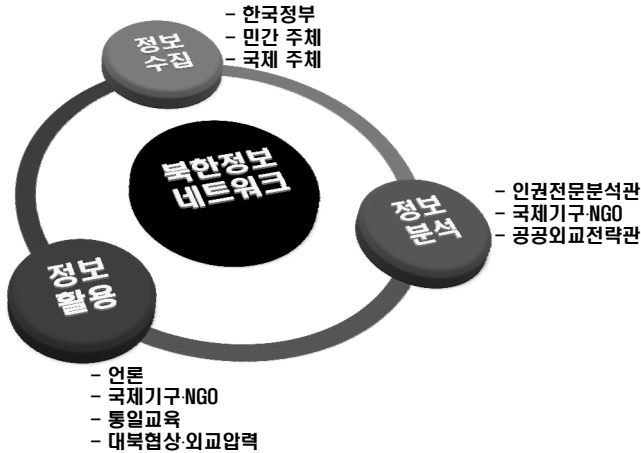 정보
수집
- 한국정부
- 민간 주체
- 국제 주체
북한정보
네트워크
정보
분석
- 인권전문분석관
- 국제기구·NGO
- 공공외교전략관
정보
활용
- 언론
- 국제기구·NGO
- 통일교육
- 대북협상·외교압력